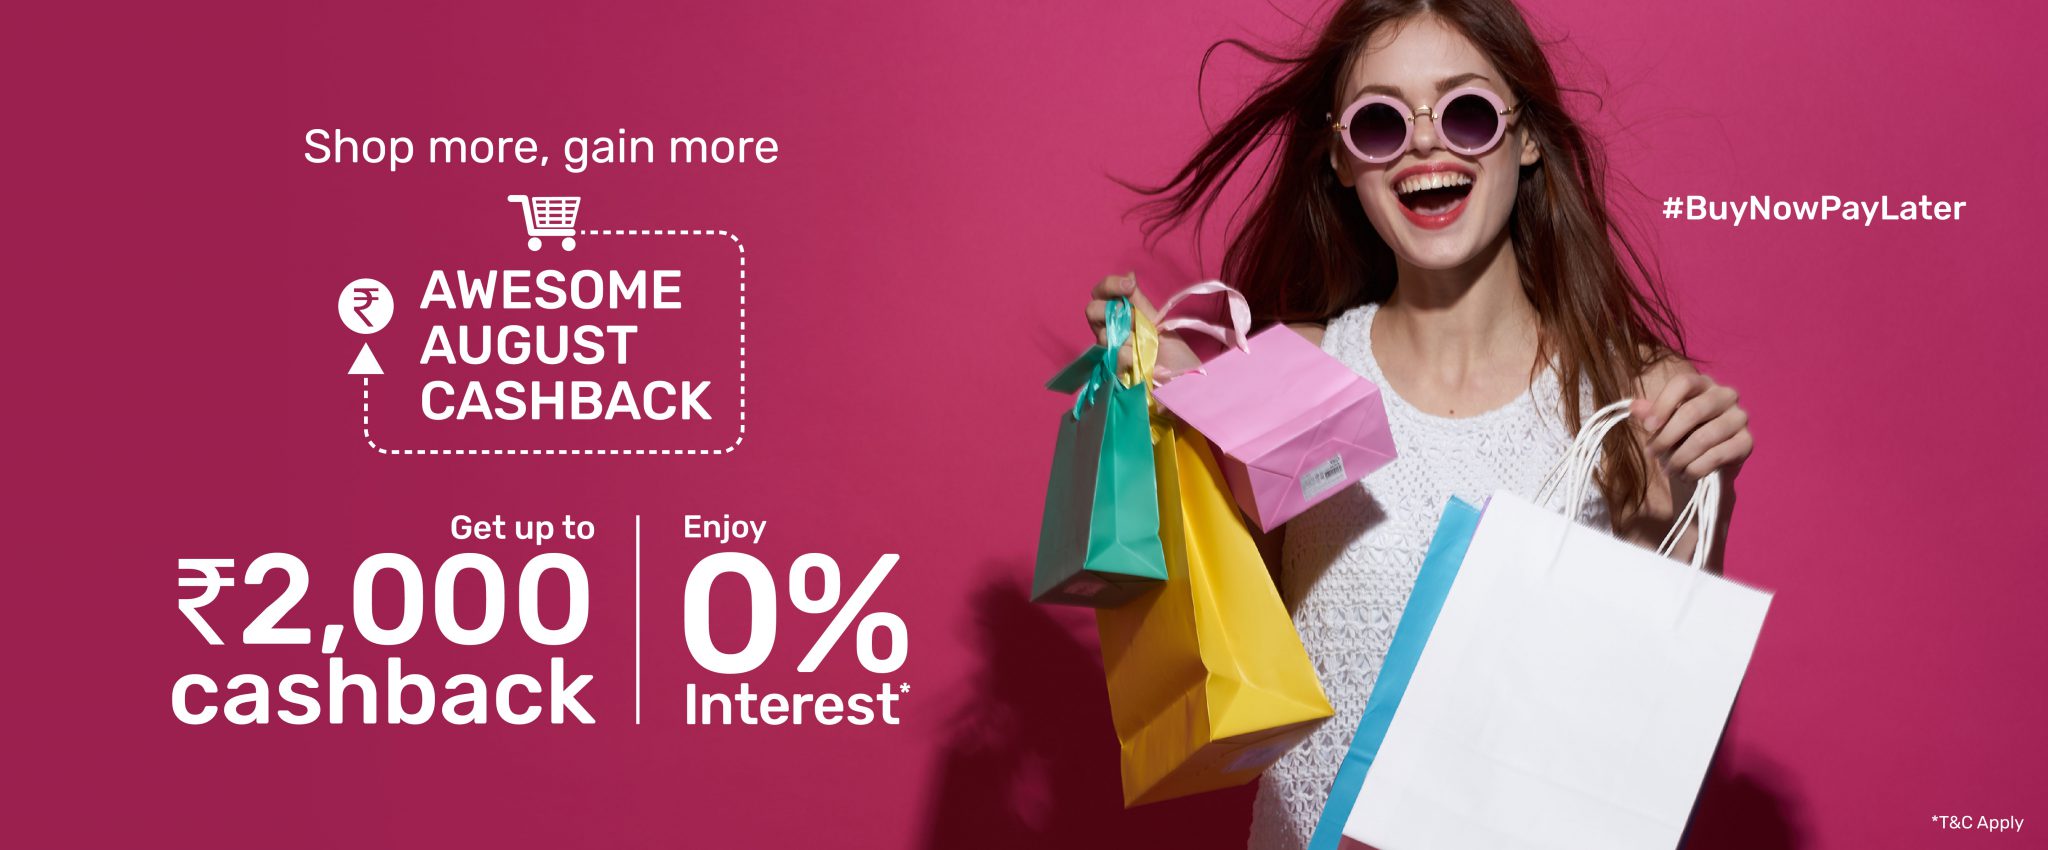 Shop more, gain more
₹
AWESOME
AUGUST
CASHBACK
Get up to
₹2,000
cashback
Enjoy
0%
Interest*
#BuyNowPayLater
*T&C Apply